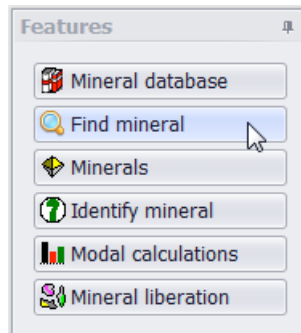 Features
Mineral database
Find mineral
Minerals
Identify mineral
Modal calculations
Mineral liberation